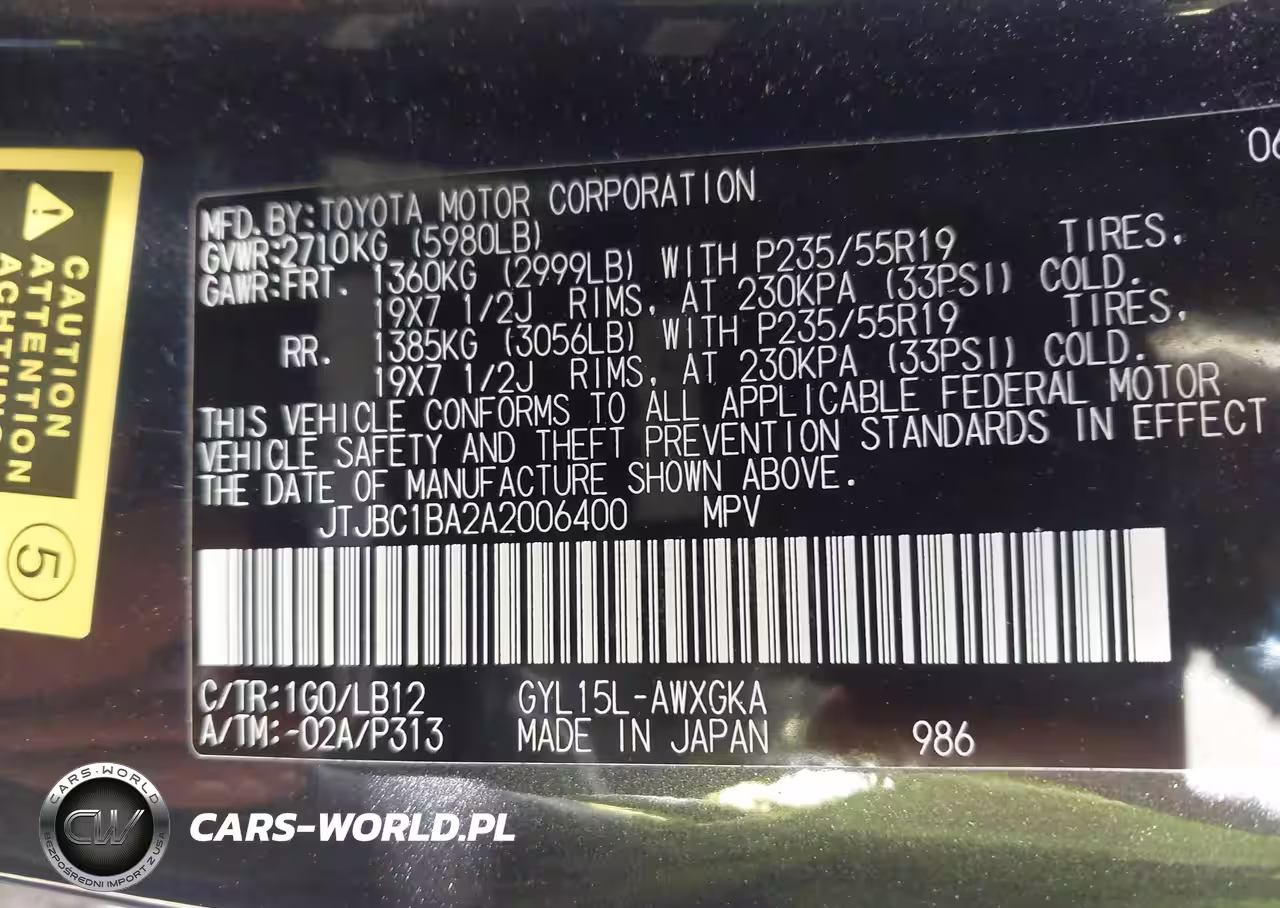 06
MFD.BY:TOYOTA MOTOR CORPORATION
GVWR:2710KG (5980LB)
GAWR:FRT. 1360KG (2999LB) WITH P235/55R19 TIRES,
19X7 1/2J RIMS, AT 230KPA (33PSI) COLD.
RR. 1385KG (3056LB) WITH P235/55R19 TIRES,
19X7 1/2J RIMS, AT 230KPA (33PSI) COLD.
THIS VEHICLE CONFORMS TO ALL APPLICABLE FEDERAL MOTOR
VEHICLE SAFETY AND THEFT PREVENTION STANDARDS IN EFFECT
THE DATE OF MANUFACTURE SHOWN ABOVE.
JTJBC1BA2A2006400 MPV
C/TR:1G0/LB12 GYL15L-AWXGKA
A/TM:-02A/P313 MADE IN JAPAN 986
CAUTION
ATTENTION
ACHTUNG
5
CARS-WORLD
CW
BEZPOŚREDNI IMPORT Z USA
CARS-WORLD.PL